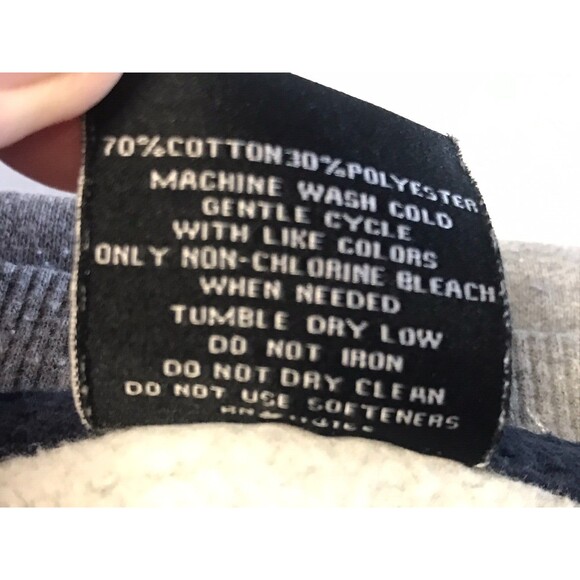 70%COTTON30%POLYESTER
MACHINE WASH COLD
GENTLE CYCLE
WITH LIKE COLORS
ONLY NON-CHLORINE BLEACH
WHEN NEEDED
TUMBLE DRY LOW
DO NOT IRON
DO NOT DRY CLEAN
DO NOT USE SOFTENERS